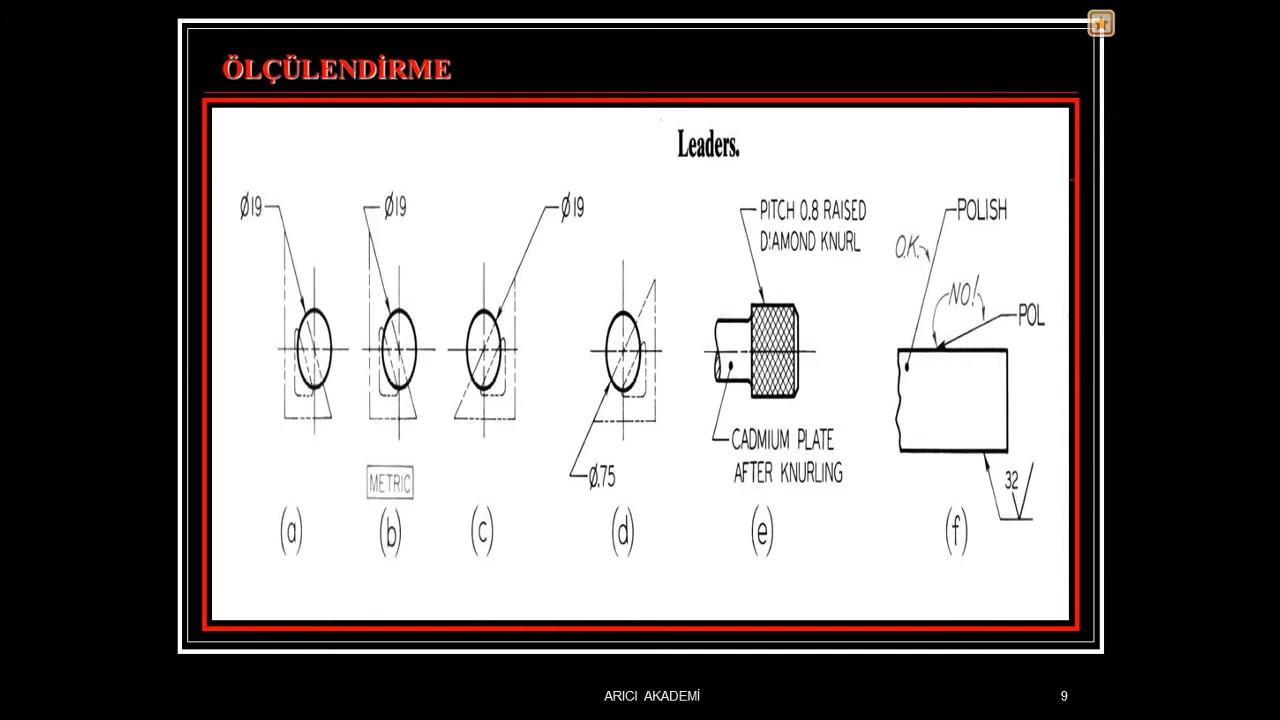 ÖLÇÜLENDİRME
Leaders.
Ø19
Ø19
Ø19
PITCH 0.8 RAISED
DIAMOND KNURL
POLISH
O.K.
NO!
POL
CADMIUM PLATE
AFTER KNURLING
Ø.75
METRIC
32
(a)
(b)
(c)
(d)
(e)
(f)
ARICI AKADEMİ
9